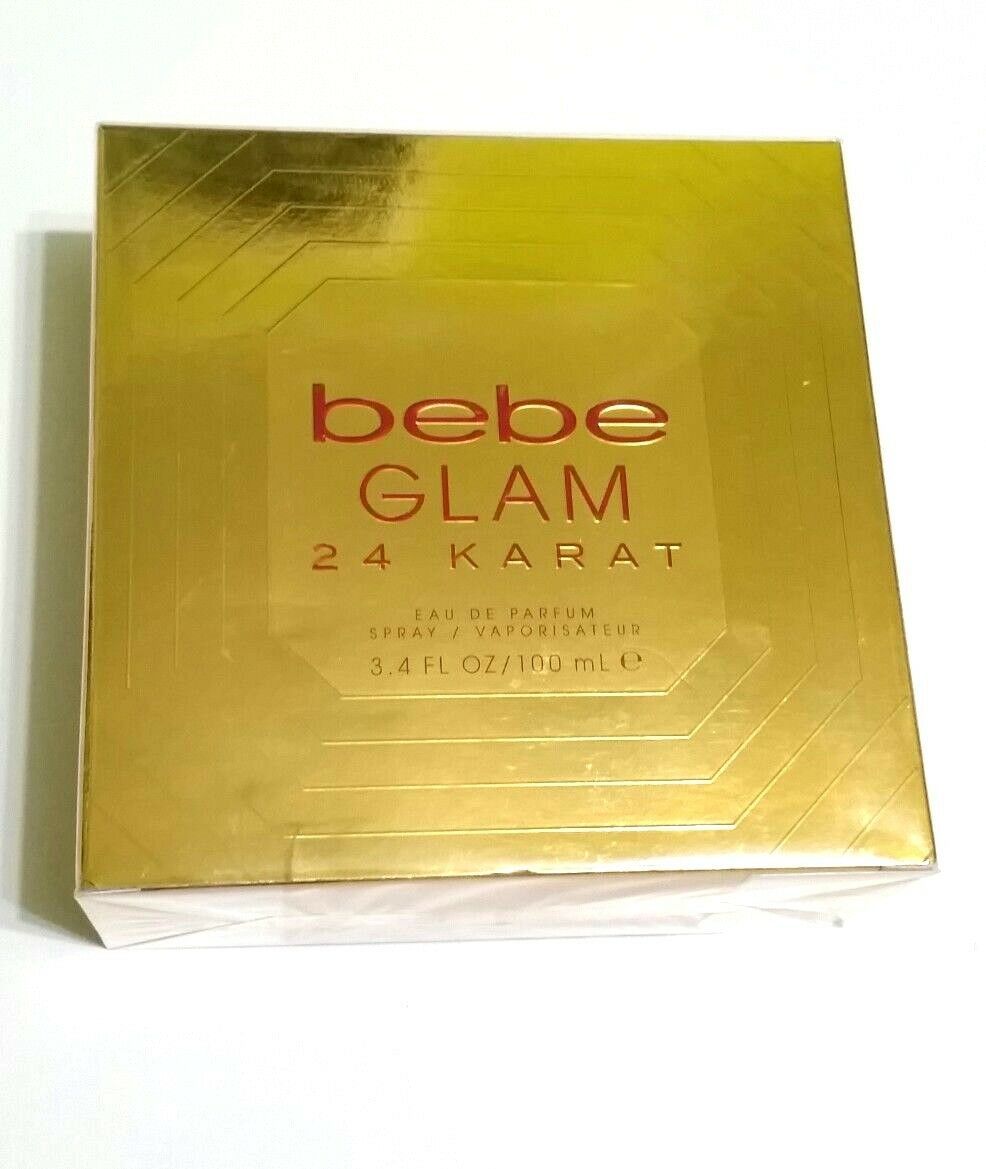 bebe
GLAM
24 KARAT
EAU DE PARFUM
SPRAY / VAPORISATEUR
3.4 FL OZ/100 mL ℮